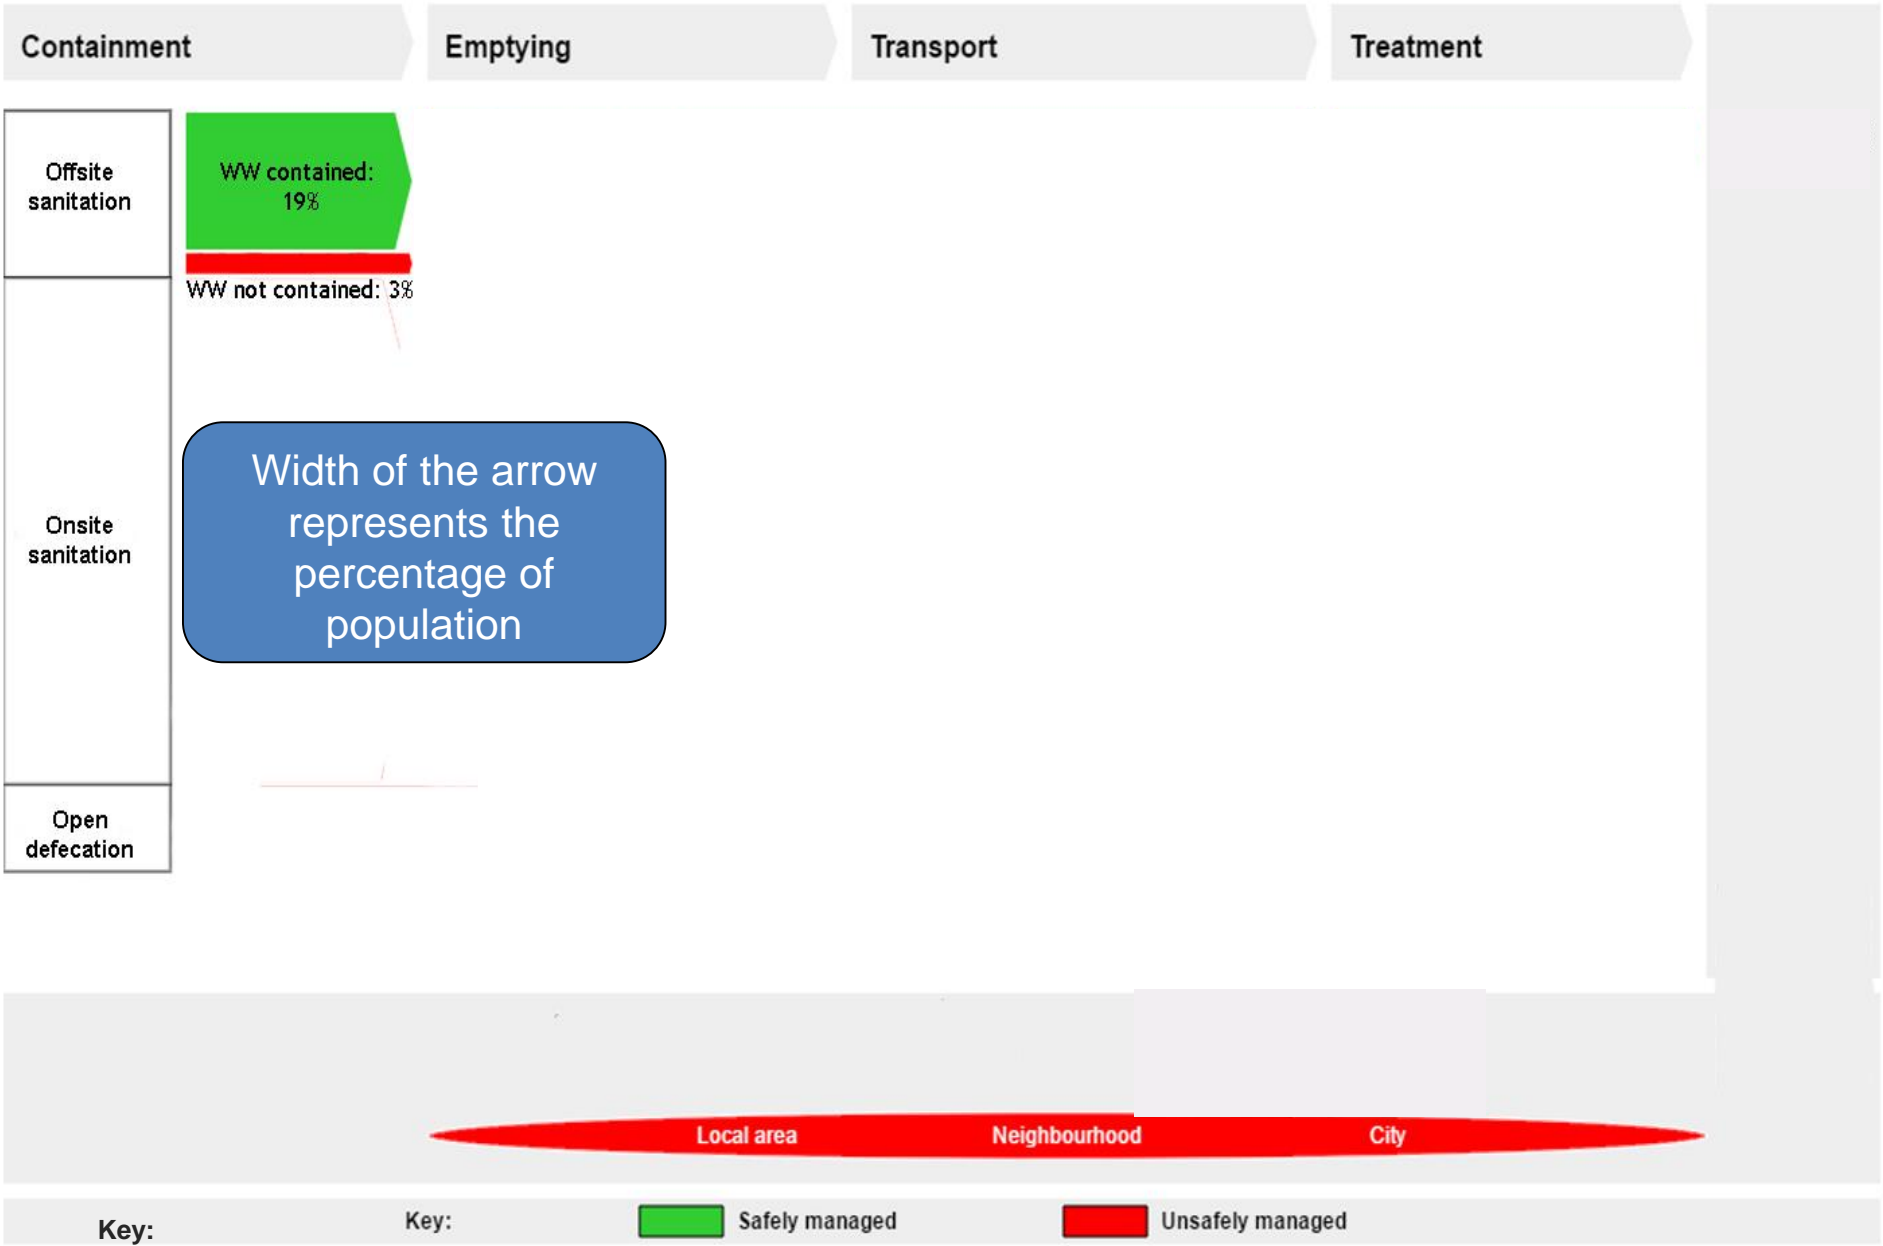 Containment
Emptying
Transport
Treatment
Offsite
sanitation
WW contained:
19%
WW not contained: 3%
Onsite
sanitation
Width of the arrow
represents the
percentage of
population
Open
defecation
Local area
Neighbourhood
City
Key:
Key:
Safely managed
Unsafely managed